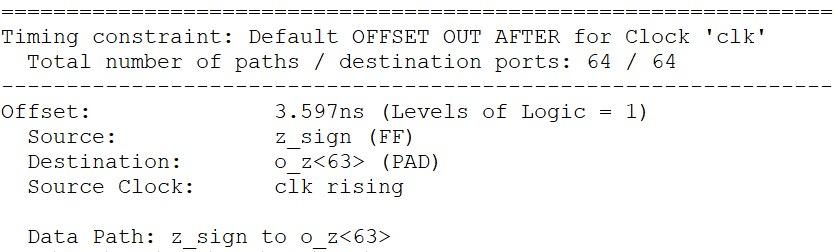 =========================================================================
Timing constraint: Default OFFSET OUT AFTER for Clock 'clk'
  Total number of paths / destination ports: 64 / 64
-------------------------------------------------------------------------
Offset:              3.597ns (Levels of Logic = 1)
  Source:            z_sign (FF)
  Destination:       o_z<63> (PAD)
  Source Clock:      clk rising

  Data Path: z_sign to o_z<63>